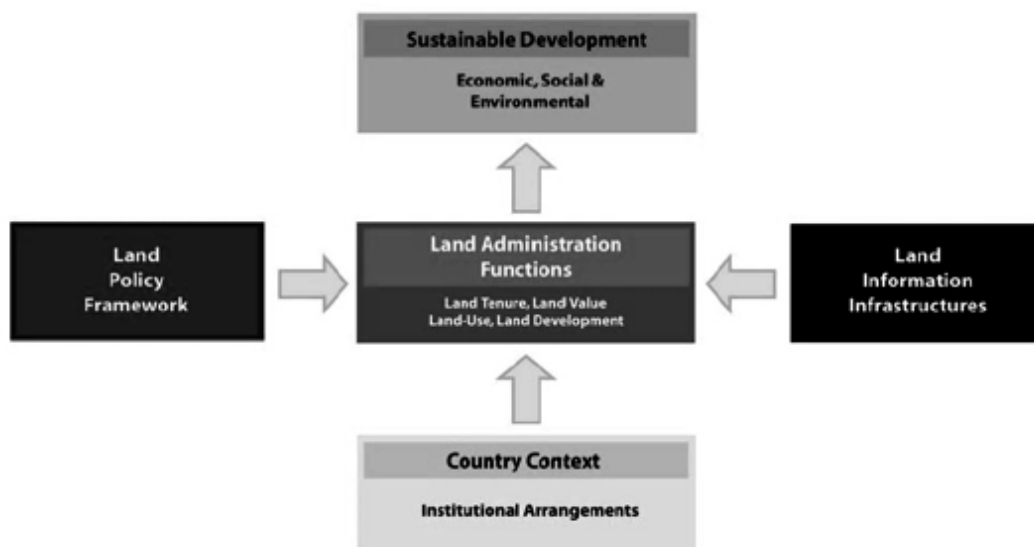 Sustainable Development
Economic, Social &
Environmental
Land
Policy
Framework
Land Administration
Functions
Land Tenure, Land Value
Land-Use, Land Development
Land
Information
Infrastructures
Country Context
Institutional Arrangements